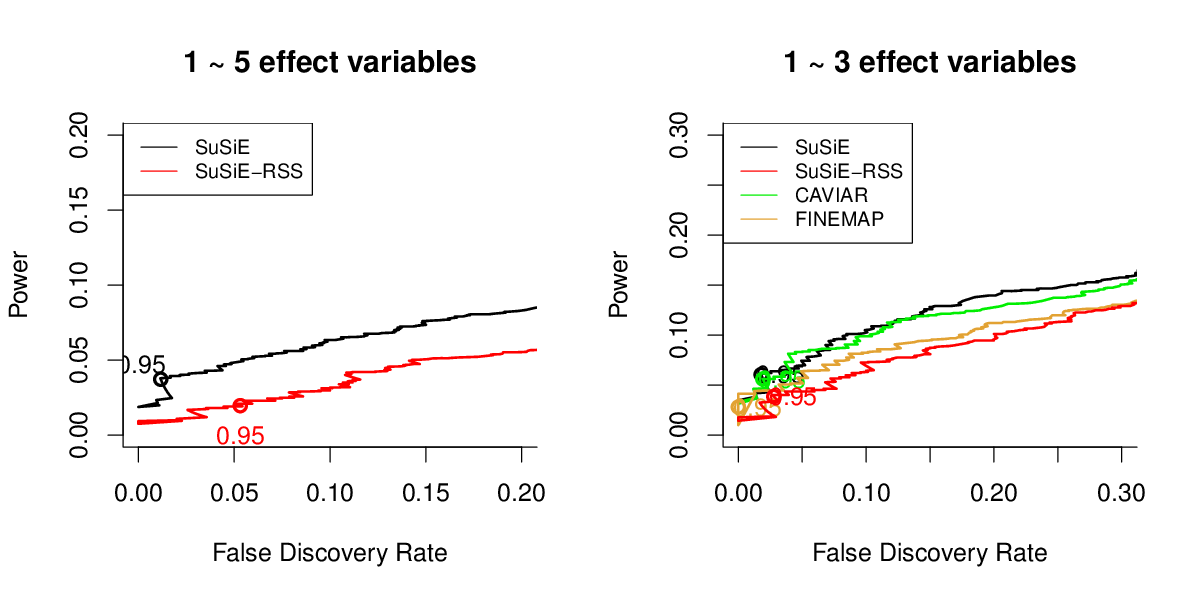 1 ~ 5 effect variables
SuSiE
SuSiE−RSS
0.20
0.15
0.10
0.05
0.00
Power
0.95
0.95
0.00
0.05
0.10
0.15
0.20
False Discovery Rate
1 ~ 3 effect variables
SuSiE
SuSiE−RSS
CAVIAR
FINEMAP
0.30
0.20
0.10
0.00
Power
0.95
0.00
0.10
0.20
0.30
False Discovery Rate